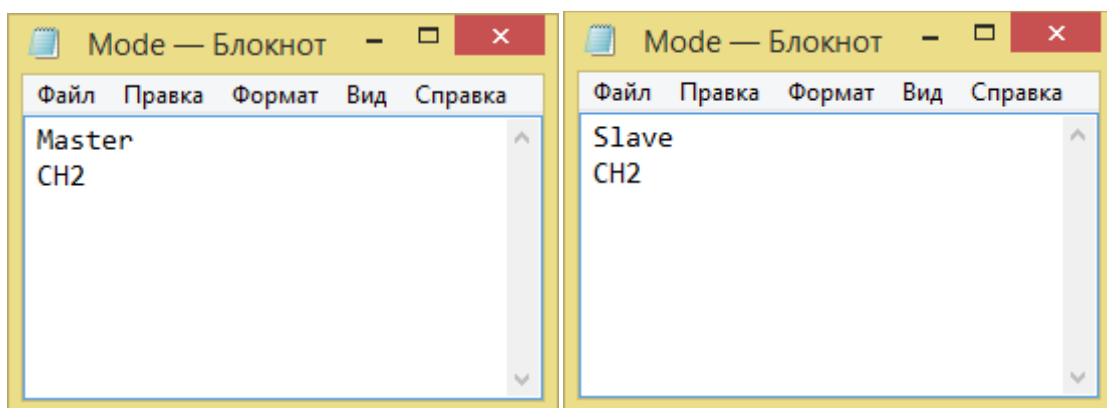 Mode — Блокнот
Файл Правка Формат Вид Справка
Master
CH2
Mode — Блокнот
Файл Правка Формат Вид Справка
Slave
CH2